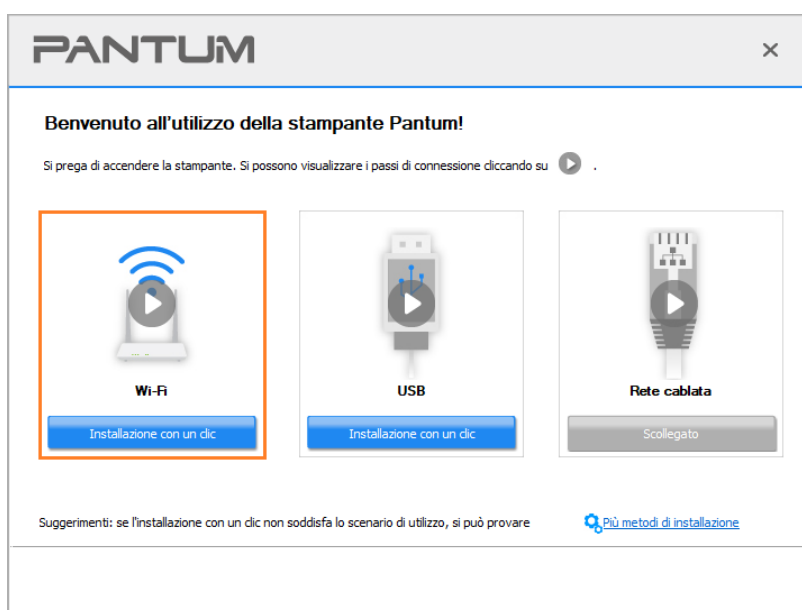 PANTUM
Benvenuto all'utilizzo della stampante Pantum!
Si prega di accendere la stampante. Si possono visualizzare i passi di connessione cliccando su .
Wi-Fi
USB
Rete cablata
Installazione con un clic
Installazione con un clic
Scollegato
Suggerimenti: se l'installazione con un clic non soddisfa lo scenario di utilizzo, si può provare Più metodi di installazione